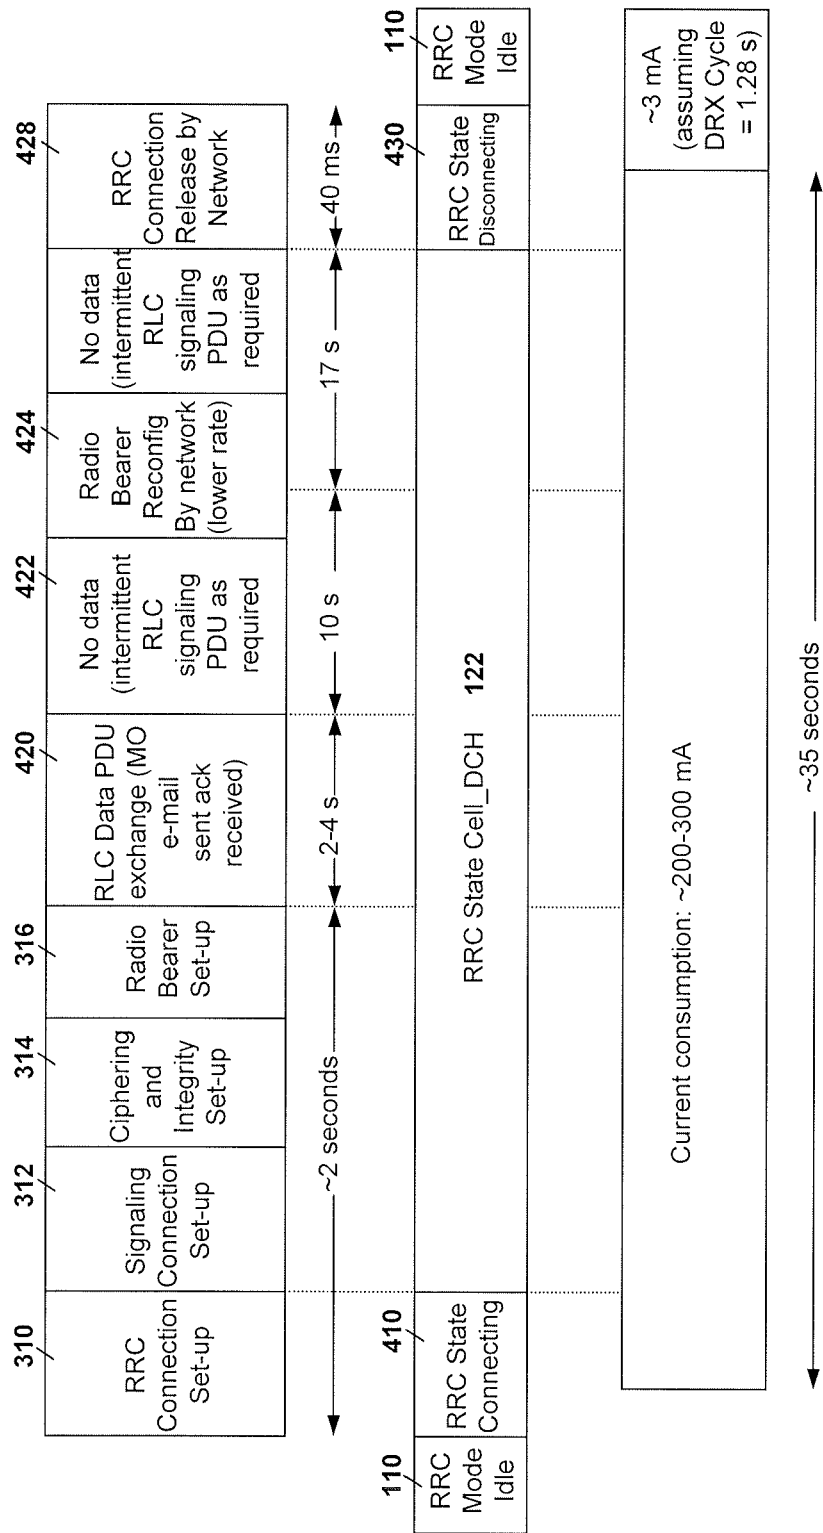 310
RRC
Connection
Set-up
312
Signaling
Connection
Set-up
314
Ciphering
and
Integrity
Set-up
316
Radio
Bearer
Set-up
420
RLC Data PDU
exchange (MO
e-mail
sent ack
received)
422
No data
(intermittent
RLC
signaling
PDU as
required
424
Radio
Bearer
Reconfig
By network
(lower rate)
No data
(intermittent
RLC
signaling
PDU as
required
428
RRC
Connection
Release by
Network
~2 seconds
2-4 s
10 s
17 s
40 ms
110
RRC
Mode
Idle
410
RRC State
Connecting
RRC State Cell_DCH 122
430
RRC State
Disconnecting
110
RRC
Mode
Idle
Current consumption: ~200-300 mA
~3 mA
(assuming
DRX Cycle
= 1.28 s)
~35 seconds